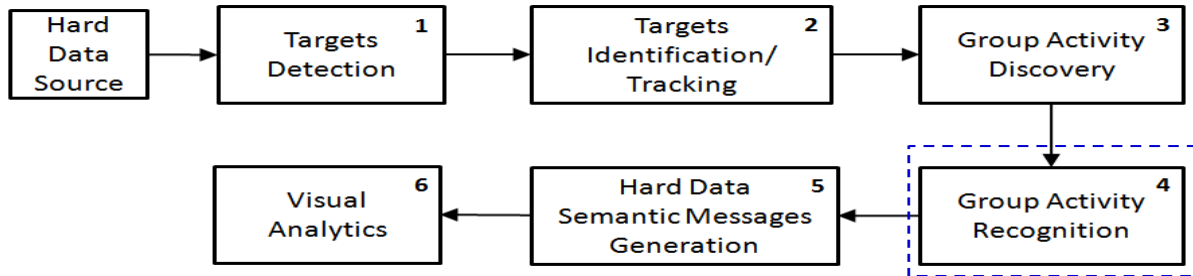 Hard
Data
Source
1
Targets
Detection
2
Targets
Identification/
Tracking
3
Group Activity
Discovery
4
Group Activity
Recognition
5
Hard Data
Semantic Messages
Generation
6
Visual
Analytics